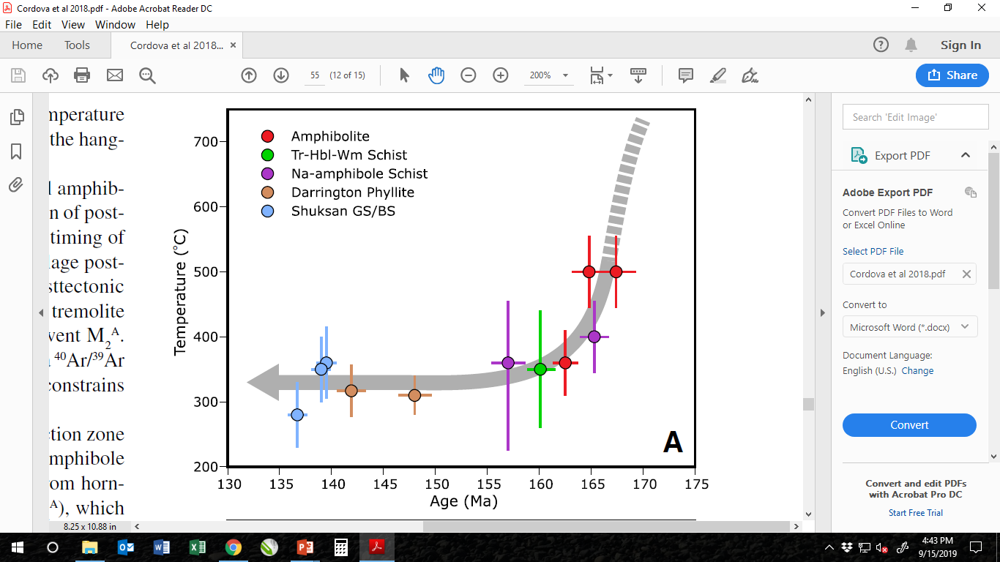 Cordova et al 2018.pdf - Adobe Acrobat Reader DC
File Edit View Window Help
Home Tools Cordova et al 2018... ×
Sign In
55 (12 of 15) 200% Share
mperature
the hang-
l amphib-
n of post-
timing of
age post-
sttectonic
tremolite
vent M2A.
40Ar/39Ar
constrains
ction zone
mphibole
rom horn-
A), which
8.25 x 10.88 in
Amphibolite
Tr-Hbl-Wm Schist
Na-amphibole Schist
Darrington Phyllite
Shuksan GS/BS
Temperature (°C)
700
600
500
400
300
200
A
130 135 140 145 150 155 160 165 170 175
Age (Ma)
Search 'Edit Image'
Export PDF
Adobe Export PDF
Convert PDF Files to Word
or Excel Online
Select PDF File
Cordova et al 2018.pdf
Convert to
Microsoft Word (*.docx)
Document Language:
English (U.S.) Change
Convert
Convert and edit PDFs
with Acrobat Pro DC
Start Free Trial
4:43 PM
9/15/2019